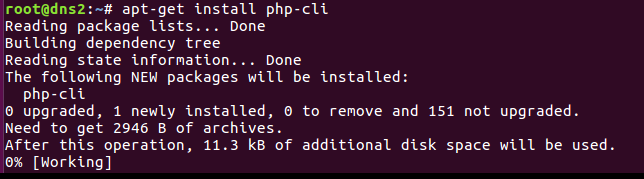 root@dns2:~# apt-get install php-cli
Reading package lists... Done
Building dependency tree
Reading state information... Done
The following NEW packages will be installed:
  php-cli
0 upgraded, 1 newly installed, 0 to remove and 151 not upgraded.
Need to get 2946 B of archives.
After this operation, 11.3 kB of additional disk space will be used.
0% [Working]